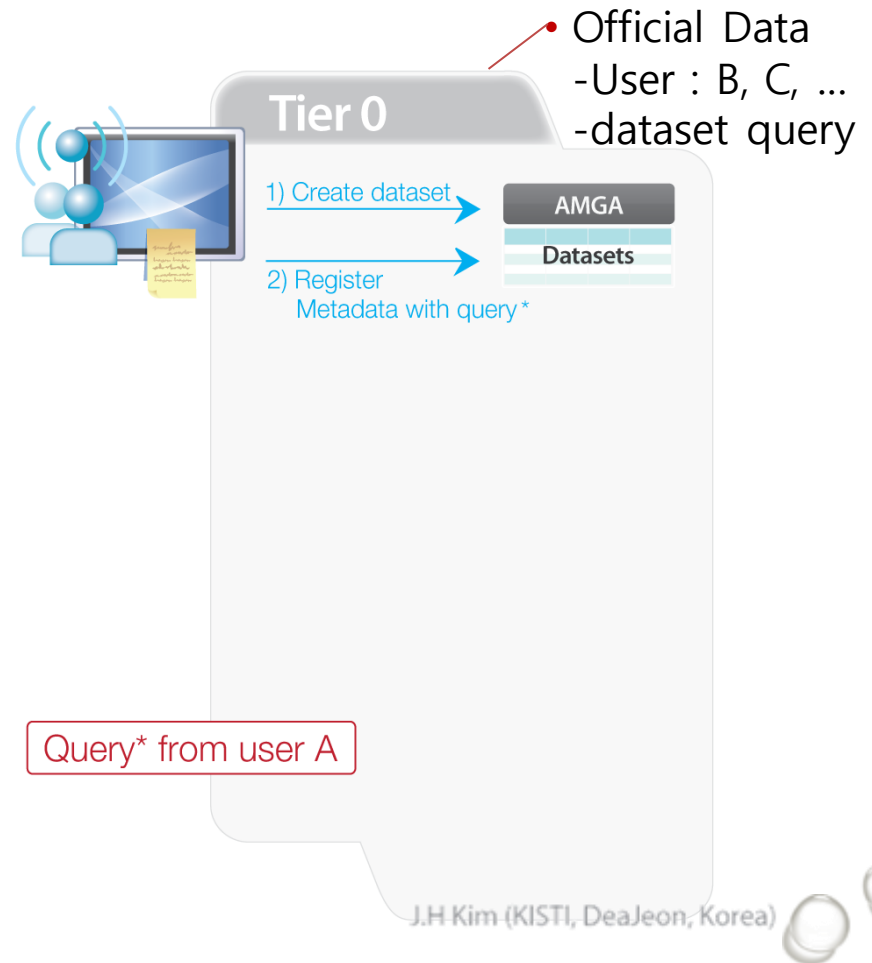 • Official Data
-User : B, C, ...
-dataset query
Tier 0
1) Create dataset
AMGA
Datasets
2) Register
Metadata with query*
Query* from user A
J.H Kim (KISTI, DeaJeon, Korea)